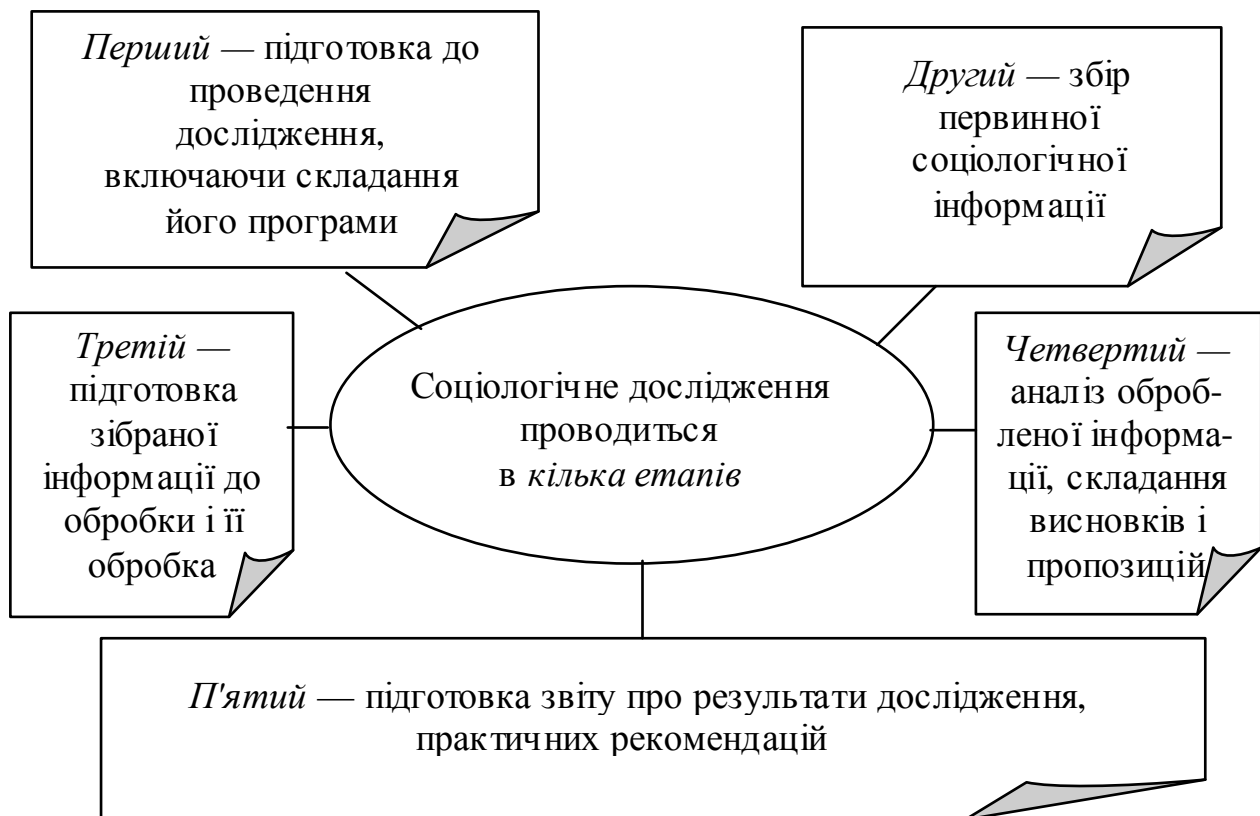 Перший — підготовка до
проведення
дослідження,
включаючи складання
його програми
Другий — збір
первинної
соціологічної
інформації
Соціологічне дослідження
проводиться
в кілька етапів
Третій —
підготовка
зібраної
інформації до
обробки і її
обробка
Четвертий —
аналіз оброб-
леної інформа-
ції, складання
висновків і
пропозицій
П'ятий — підготовка звіту про результати дослідження,
практичних рекомендацій